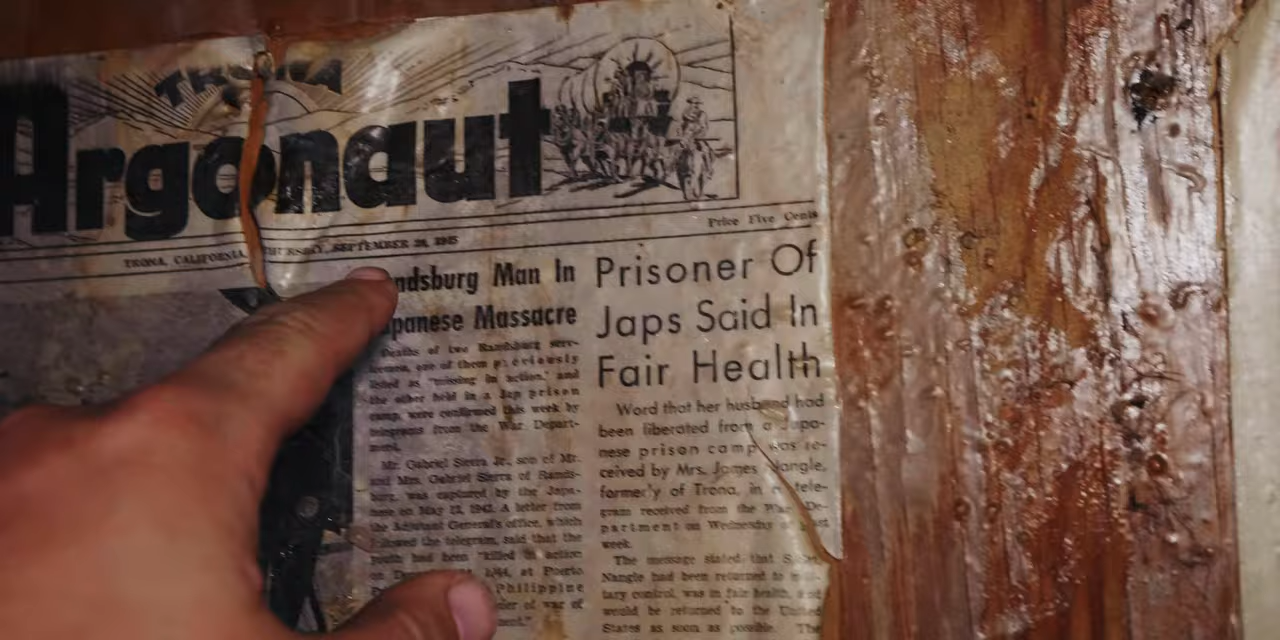 TRONA
Argonaut
Price Five Cents
TRONA, CALIFORNIA, THURSDAY, SEPTEMBER 1945
ndsburg Man In
panese Massacre
Deaths of two Randsburg serv-
icemen, one of them previously
listed as "missing in action," and
the other held in a Jap prison
camp, were confirmed this week by
telegrams from the War Depart-
ment.
Mr. Gabriel Sierra Jr., son of Mr.
and Mrs. Gabriel Sierra of Rands-
burg, was captured by the Japa-
nese on May 1942. A letter from
the Adjutant General's office, which
followed the telegram, said that the
youth had been "killed in action
on at Puerto
Philippine
of war of
Prisoner Of
Japs Said In
Fair Health
Word that her husband had
been liberated from a Japa-
nese prison camp was re-
ceived by Mrs. James Nangle,
formerly of Trona, in a tele-
gram received from the War De-
partment on Wednesday of last
week.
The message stated that
Nangle had been returned to mili-
tary control, was in fair health, and
would be returned to the United
States as soon as possible. The